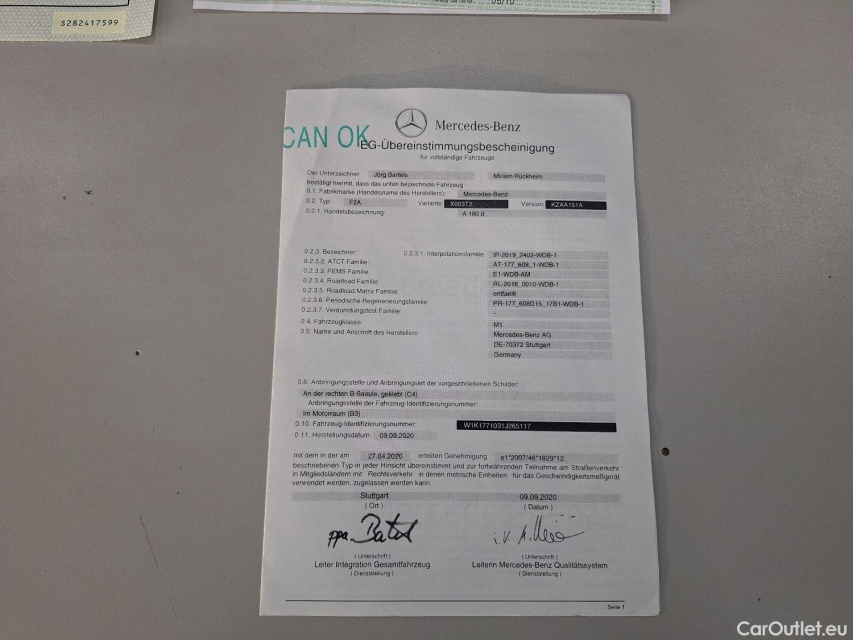 S282417599
05/10
CAN OK
Mercedes-Benz
EG-Übereinstimmungsbescheinigung
für vollständige Fahrzeuge
Der Unterzeichner Jörg Bartels Miriam Rückheim
bestätigt hiermit, dass das unten bezeichnete Fahrzeug
0.1. Fabrikmarke (Handelsname des Herstellers): Mercedes-Benz
0.2. Typ: F2A Variante: X003T2 Version: KZAA151A
0.2.1. Handelsbezeichnung: A 180 d
0.2.3. Bezeichner: 0.2.3.1. Interpolationsfamilie: IP-2019_2402-WDB-1
0.2.3.2. ATCT Familie: AT-177_608_1-WDB-1
0.2.3.3. PEMS Familie E1-WDB-AM
0.2.3.4. Roadload Familie: RL-2018_0010-WDB-1
0.2.3.5. Roadload Matrix Familie: entfaellt
0.2.3.6. Periodische Regenerierungsfamilie: PR-177_608D15_17B1-WDB-1
0.2.3.7. Verdunstungstest Familie: -
0.4. Fahrzeugklasse: M1
0.5. Name und Anschrift des Herstellers: Mercedes-Benz AG
DE-70372 Stuttgart
Germany
0.6. Anbringungsstelle und Anbringungsart der vorgeschriebenen Schilder:
An der rechten B-Saeule, geklebt (C4)
Anbringungsstelle der Fahrzeug-Identifizierungsnummer:
Im Motorraum (B3)
0.10. Fahrzeug-Identifizierungsnummer: W1K1771031J265117
0.11. Herstellungsdatum: 09.09.2020
mit dem in der am 27.04.2020 erteilten Genehmigung e1*2007/46*1829*12
beschriebenen Typ in jeder Hinsicht übereinstimmt und zur fortwährenden Teilnahme am Straßenverkehr
in Mitgliedsländern mit Rechtsverkehr in denen metrische Einheiten für das Geschwindigkeitsmeßgerät
verwendet werden, zugelassen werden kann.
Stuttgart 09.09.2020
( Ort ) ( Datum )
ppa.
i.V.
( Unterschrift ) ( Unterschrift )
Leiter Integration Gesamtfahrzeug Leiterin Mercedes-Benz Qualitätssystem
( Dienststellung ) ( Dienststellung )
Seite 1
CarOutlet.eu